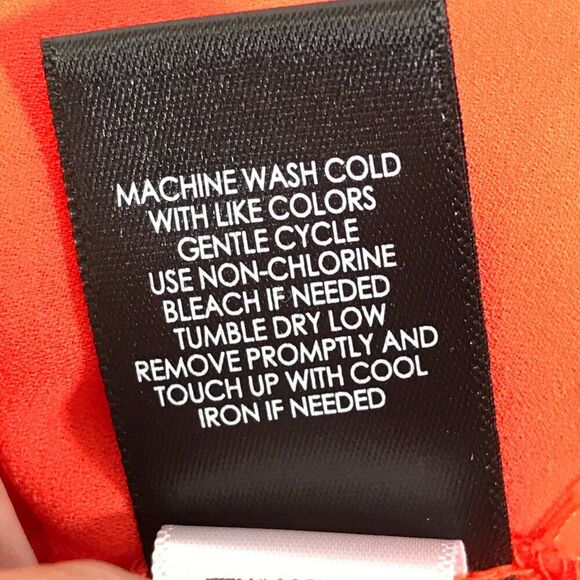 MACHINE WASH COLD
WITH LIKE COLORS
GENTLE CYCLE
USE NON-CHLORINE
BLEACH IF NEEDED
TUMBLE DRY LOW
REMOVE PROMPTLY AND
TOUCH UP WITH COOL
IRON IF NEEDED